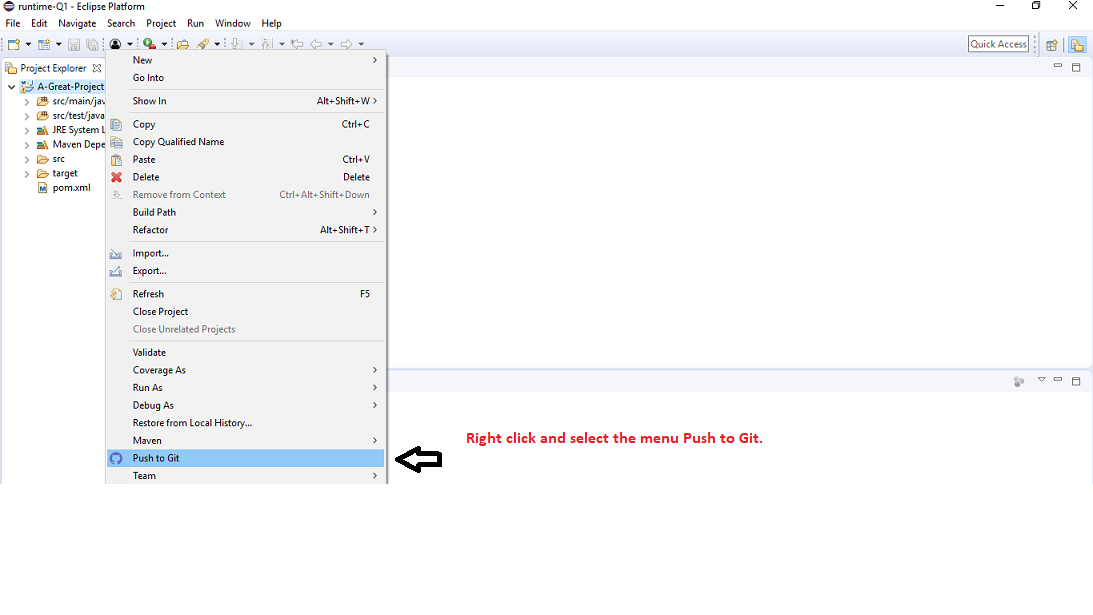 runtime-Q1 - Eclipse Platform
File Edit Navigate Search Project Run Window Help
Quick Access
Project Explorer
A-Great-Project
src/main/jav
src/test/java
JRE System L
Maven Depe
src
target
pom.xml
New
Go Into
Show In Alt+Shift+W
Copy Ctrl+C
Copy Qualified Name
Paste Ctrl+V
Delete Delete
Remove from Context Ctrl+Alt+Shift+Down
Build Path
Refactor Alt+Shift+T
Import...
Export...
Refresh F5
Close Project
Close Unrelated Projects
Validate
Coverage As
Run As
Debug As
Restore from Local History...
Maven
Push to Git
Team
Right click and select the menu Push to Git.